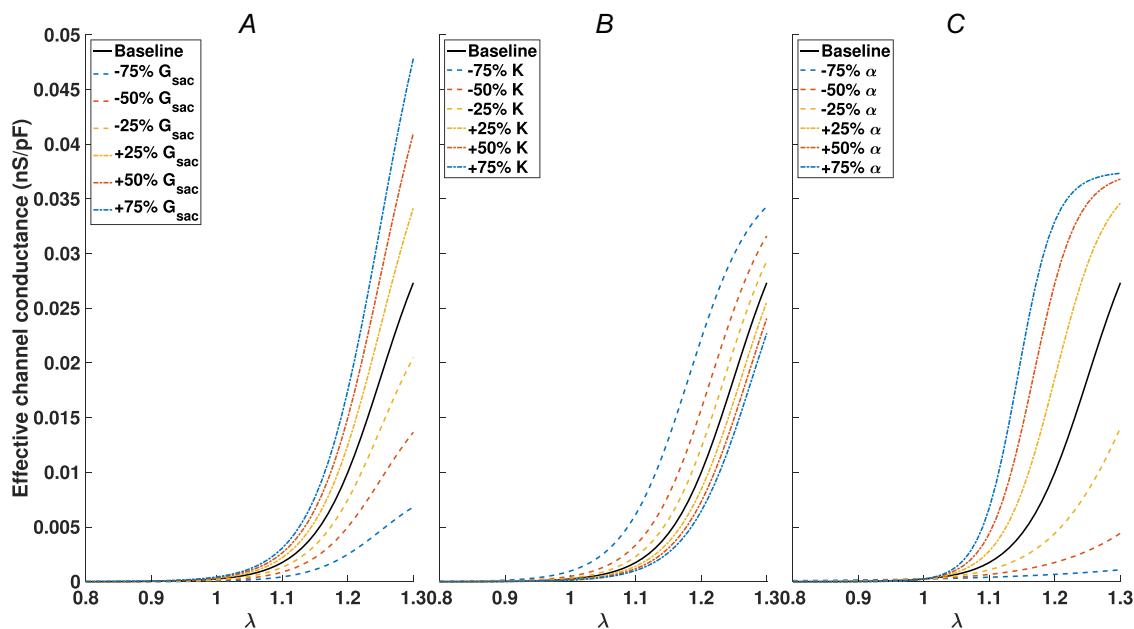 A
B
C
Effective channel conductance (nS/pF)
0.05
0.045
0.04
0.035
0.03
0.025
0.02
0.015
0.01
0.005
0
Baseline
-75% G_sac
-50% G_sac
-25% G_sac
+25% G_sac
+50% G_sac
+75% G_sac
0.8 0.9 1 1.1 1.2 1.3
λ
Baseline
-75% K
-50% K
-25% K
+25% K
+50% K
+75% K
0.8 0.9 1 1.1 1.2 1.3
λ
Baseline
-75% α
-50% α
-25% α
+25% α
+50% α
+75% α
0.8 0.9 1 1.1 1.2 1.3
λ